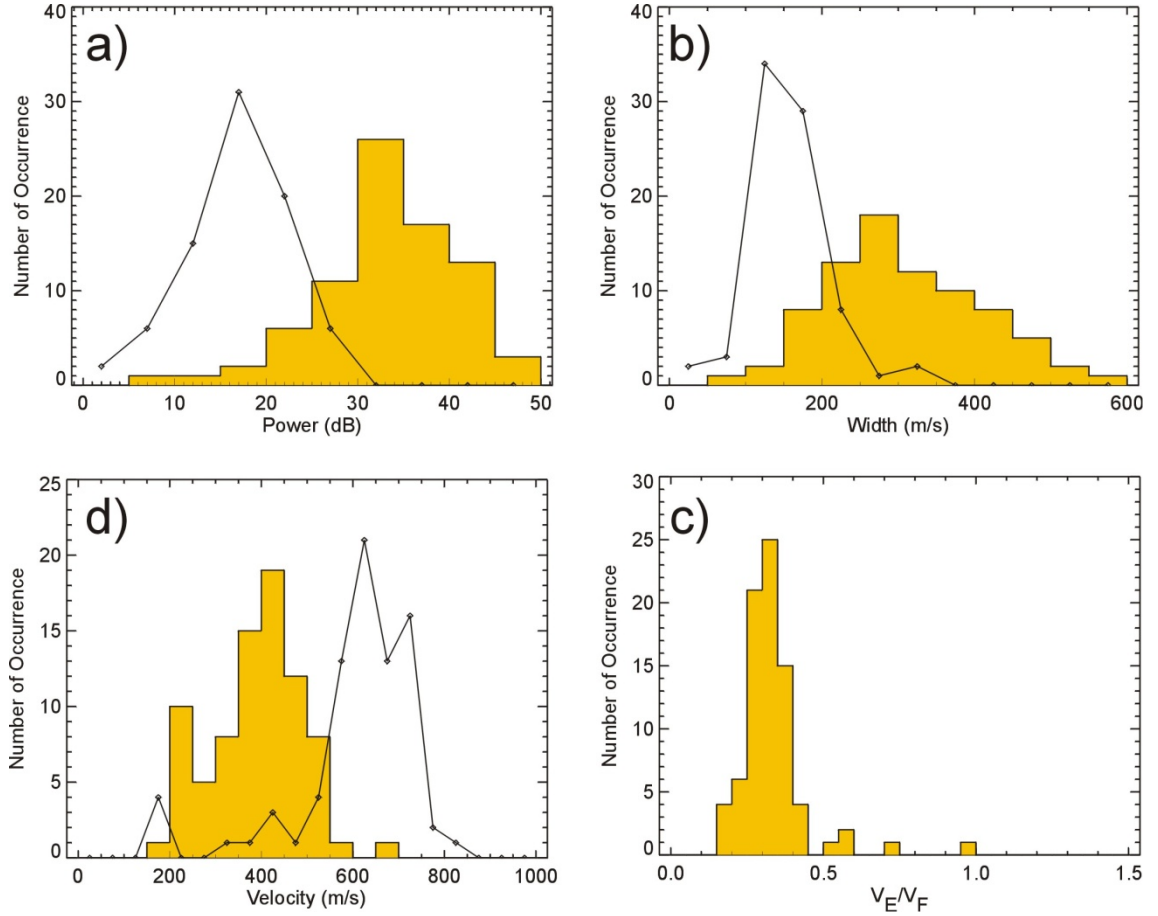 a)
Number of Occurrence
40
30
20
10
0
0 10 20 30 40 50
Power (dB)
b)
Number of Occurrence
40
30
20
10
0
0 200 400 600
Width (m/s)
d)
Number of Occurrence
25
20
15
10
5
0
0 200 400 600 800 1000
Velocity (m/s)
c)
Number of Occurrence
30
25
20
15
10
5
0
0.0 0.5 1.0 1.5
V_E/V_F